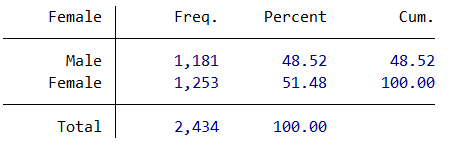 Female Freq. Percent Cum.
Male 1,181 48.52 48.52
Female 1,253 51.48 100.00
Total 2,434 100.00